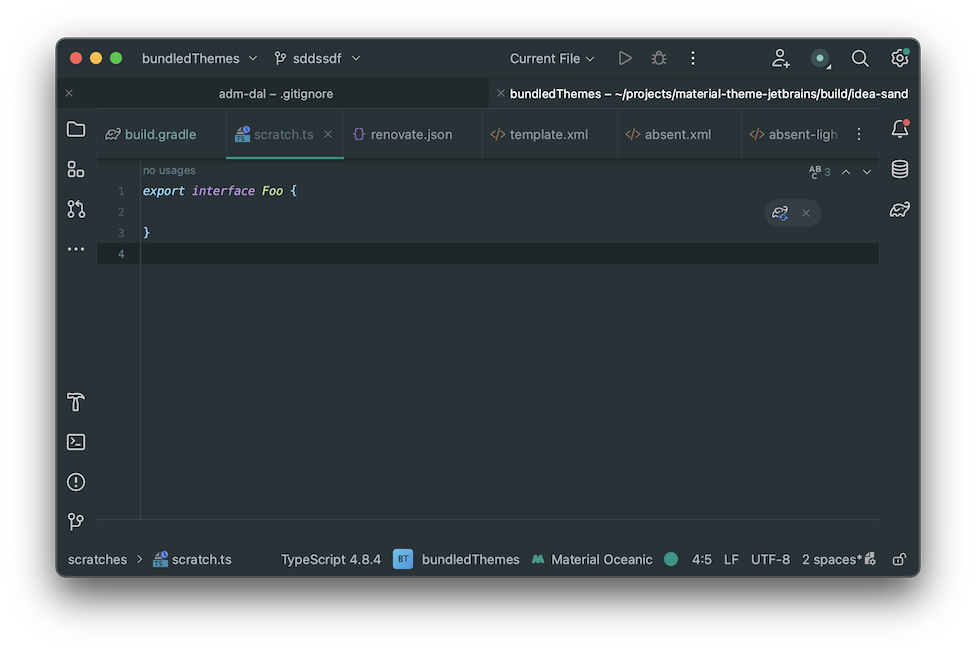 bundledThemes sddssdf Current File
adm-dal – .gitignore bundledThemes – ~/projects/material-theme-jetbrains/build/idea-sand
build.gradle scratch.ts {} renovate.json </> template.xml </> absent.xml </> absent-ligh
no usages
ABC 3
1 export interface Foo {
2
3 }
4
scratches > scratch.ts TypeScript 4.8.4 BT bundledThemes Material Oceanic 4:5 LF UTF-8 2 spaces*